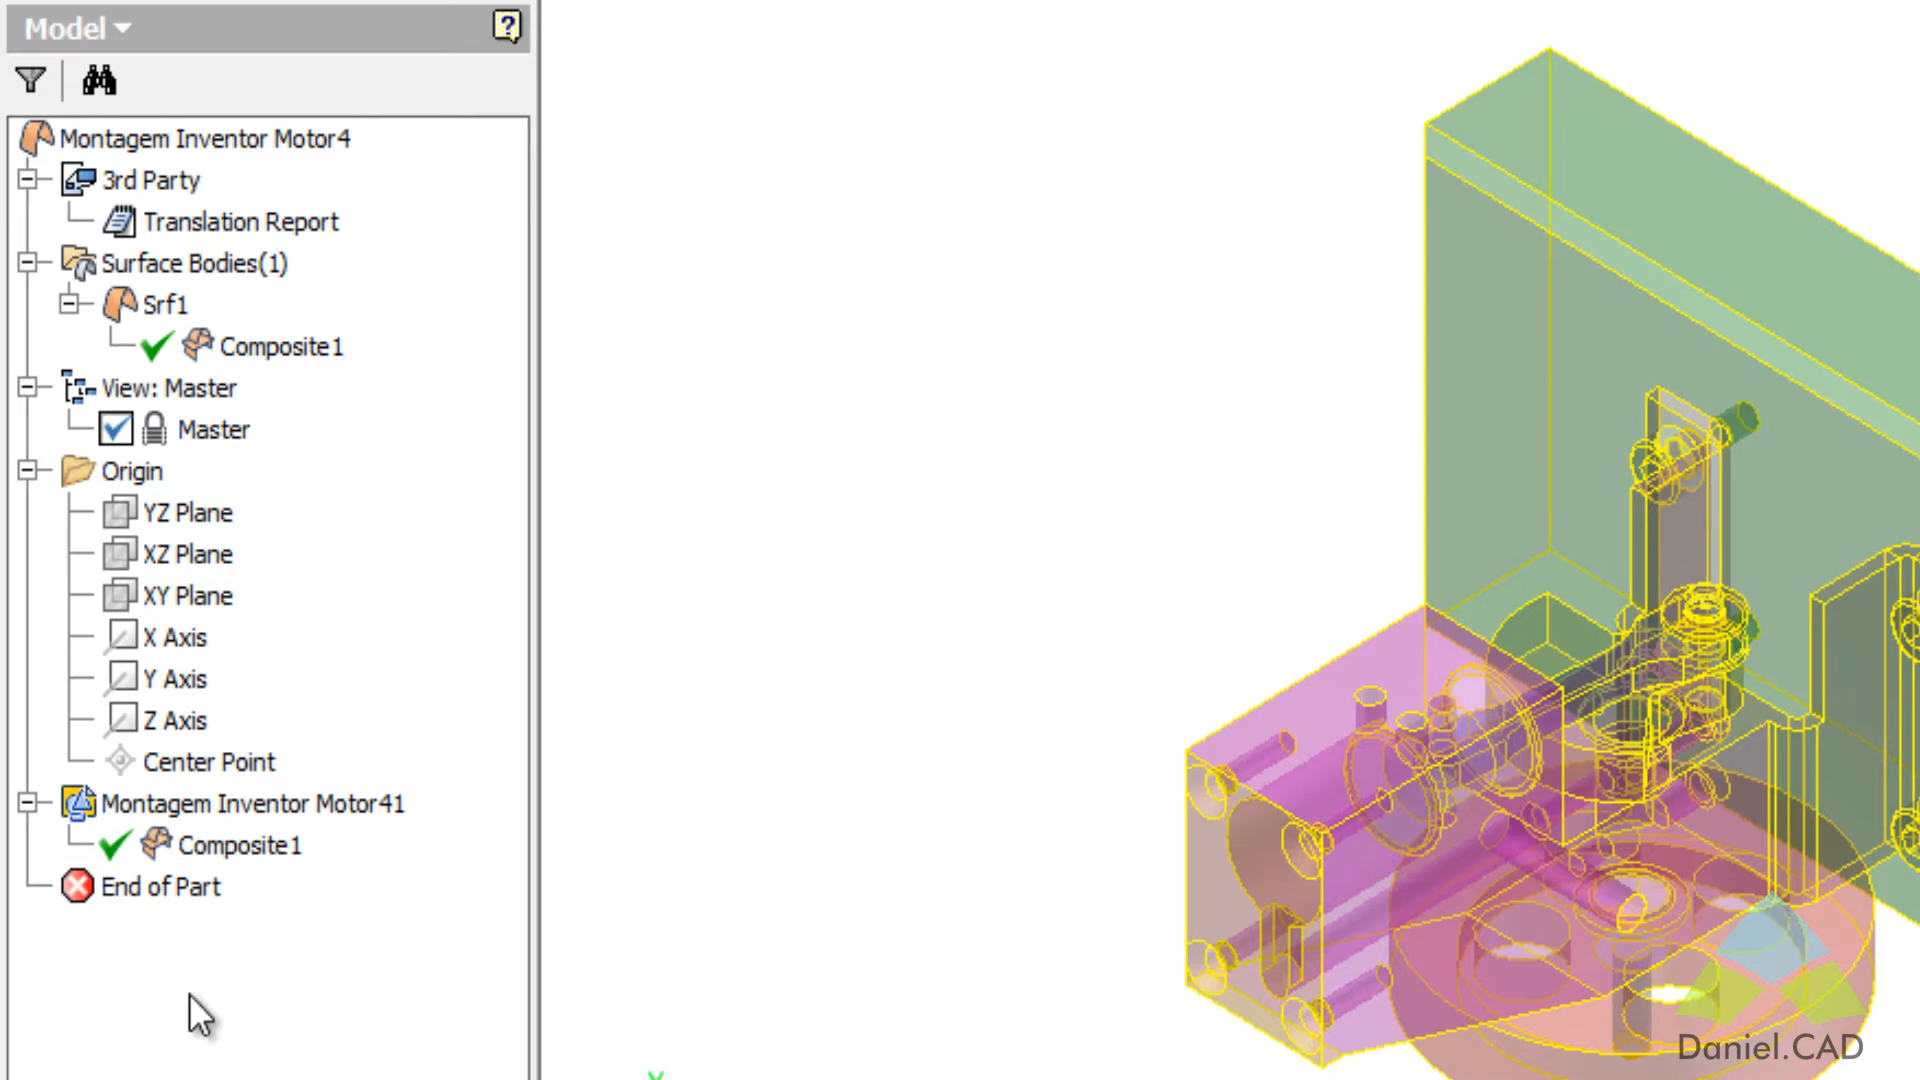 Model
?
Montagem Inventor Motor4
3rd Party
Translation Report
Surface Bodies(1)
Srf1
Composite1
View: Master
Master
Origin
YZ Plane
XZ Plane
XY Plane
X Axis
Y Axis
Z Axis
Center Point
Montagem Inventor Motor41
Composite1
End of Part
Daniel.CAD